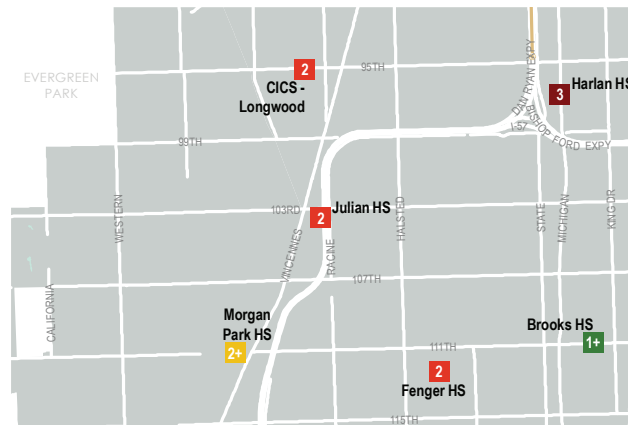 EVERGREEN
PARK
2
95TH
CICS -
Longwood
DAN RYAN EXPY
3
Harlan HS
I-57
BISHOP FORD EXPY
99TH
WESTERN
103RD
2
Julian HS
VINCENNES
RACINE
HALSTED
STATE
MICHIGAN
KING DR
107TH
CALIFORNIA
Morgan
Park HS
2+
111TH
Brooks HS
1+
2
Fenger HS
115TH